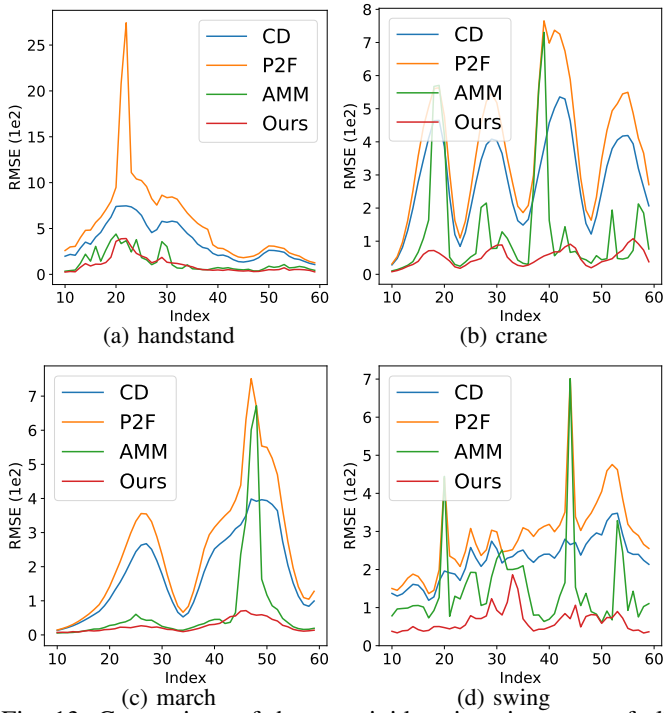 CD
P2F
AMM
Ours
RMSE (1e2)
25
20
15
10
5
0
10 20 30 40 50 60
Index
(a) handstand
CD
P2F
AMM
Ours
RMSE (1e2)
8
7
6
5
4
3
2
1
0
10 20 30 40 50 60
Index
(b) crane
CD
P2F
AMM
Ours
RMSE (1e2)
7
6
5
4
3
2
1
0
10 20 30 40 50 60
Index
(c) march
CD
P2F
AMM
Ours
RMSE (1e2)
7
6
5
4
3
2
1
0
10 20 30 40 50 60
Index
(d) swing